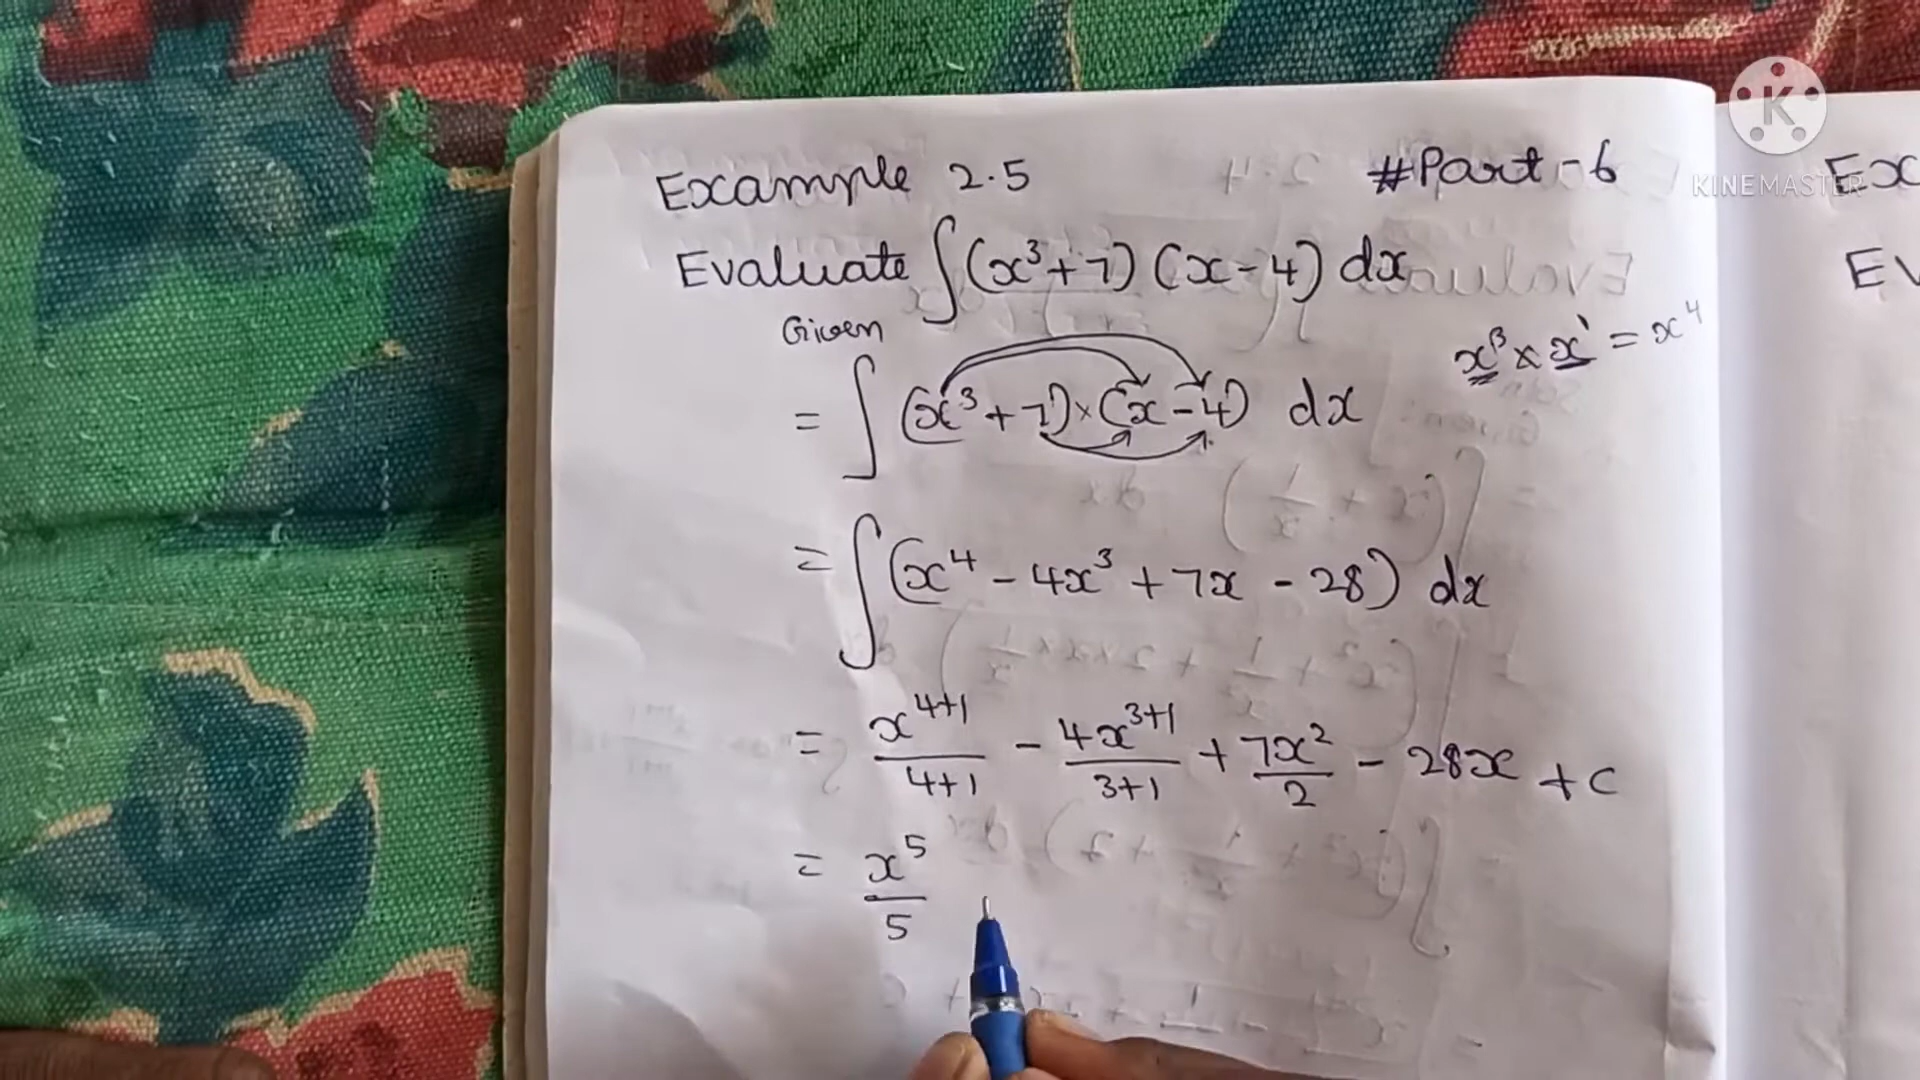 Example 2.5 #Part-6
Evaluate ∫(x³+7)(x-4) dx
Given
x³ × x¹ = x⁴
= ∫ (x³+7)×(x-4) dx
= ∫(x⁴ - 4x³ + 7x - 28) dx
= x⁴⁺¹/4+1 - 4x³⁺¹/3+1 + 7x²/2 - 28x + c
= x⁵/5
K
KINEMASTER
Ex
Ev